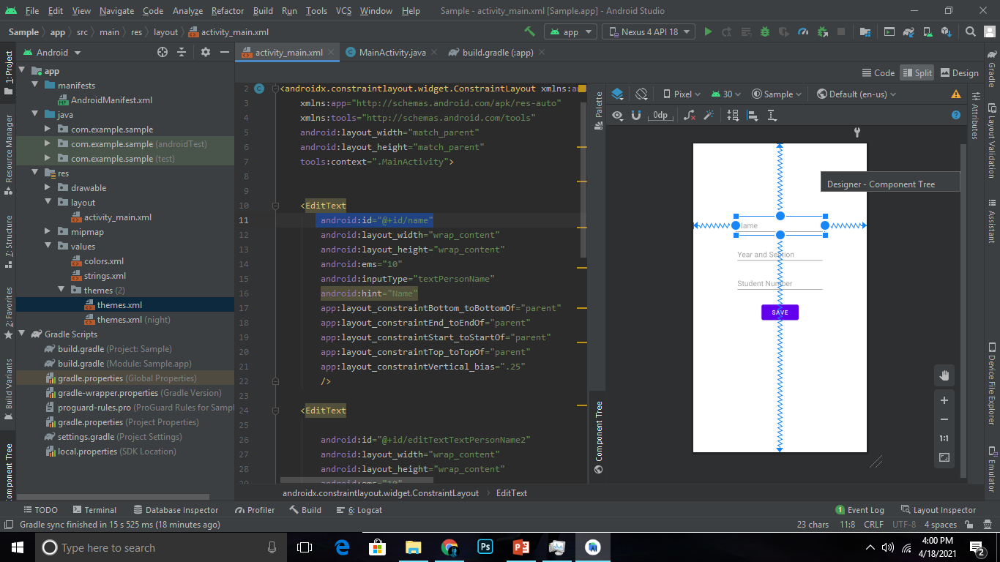 File Edit View Navigate Code Analyze Refactor Build Run Tools VCS Window Help Sample - activity_main.xml [Sample.app] - Android Studio
Sample app src main res layout activity_main.xml app Nexus 4 API 18
Android activity_main.xml MainActivity.java build.gradle (:app)
Code Split Design
1: Project
Resource Manager
7: Structure
2: Favorites
Build Variants
app
manifests
AndroidManifest.xml
java
com.example.sample
com.example.sample (androidTest)
com.example.sample (test)
res
drawable
layout
activity_main.xml
mipmap
values
colors.xml
strings.xml
themes (2)
themes.xml
themes.xml (night)
Gradle Scripts
build.gradle (Project: Sample)
build.gradle (Module: Sample.app)
gradle.properties (Global Properties)
gradle-wrapper.properties (Gradle Version)
proguard-rules.pro (ProGuard Rules for Sampl
gradle.properties (Project Properties)
settings.gradle (Project Settings)
local.properties (SDK Location)
2 <androidx.constraintlayout.widget.ConstraintLayout xmlns:a
3 xmlns:app="http://schemas.android.com/apk/res-auto"
4 xmlns:tools="http://schemas.android.com/tools"
5 android:layout_width="match_parent"
6 android:layout_height="match_parent"
7 tools:context=".MainActivity">
8
9
10 <EditText
11 android:id="@+id/name"
12 android:layout_width="wrap_content"
13 android:layout_height="wrap_content"
14 android:ems="10"
15 android:inputType="textPersonName"
16 android:hint="Name"
17 app:layout_constraintBottom_toBottomOf="parent"
18 app:layout_constraintEnd_toEndOf="parent"
19 app:layout_constraintStart_toStartOf="parent"
20 app:layout_constraintTop_toTopOf="parent"
21 app:layout_constraintVertical_bias=".25"
22 />
23
24 <EditText
25
26 android:id="@+id/editTextTextPersonName2"
27 android:layout_width="wrap_content"
28 android:layout_height="wrap_content"
29 android:ems="10"
androidx.constraintlayout.widget.ConstraintLayout EditText
Palette
Component Tree
Pixel 30 Sample Default (en-us)
0dp
Designer - Component Tree
ame
Year and Section
Student Number
SAVE
1:1
Attributes
Gradle
Layout Validation
Assistant
Device File Explorer
Emulator
omponent Tree
TODO Terminal Database Inspector Profiler Build 6: Logcat 1 Event Log Layout Inspector
Gradle sync finished in 15 s 525 ms (18 minutes ago) 23 chars 11:8 CRLF UTF-8 4 spaces
Type here to search
Ps
4:00 PM
4/18/2021
2